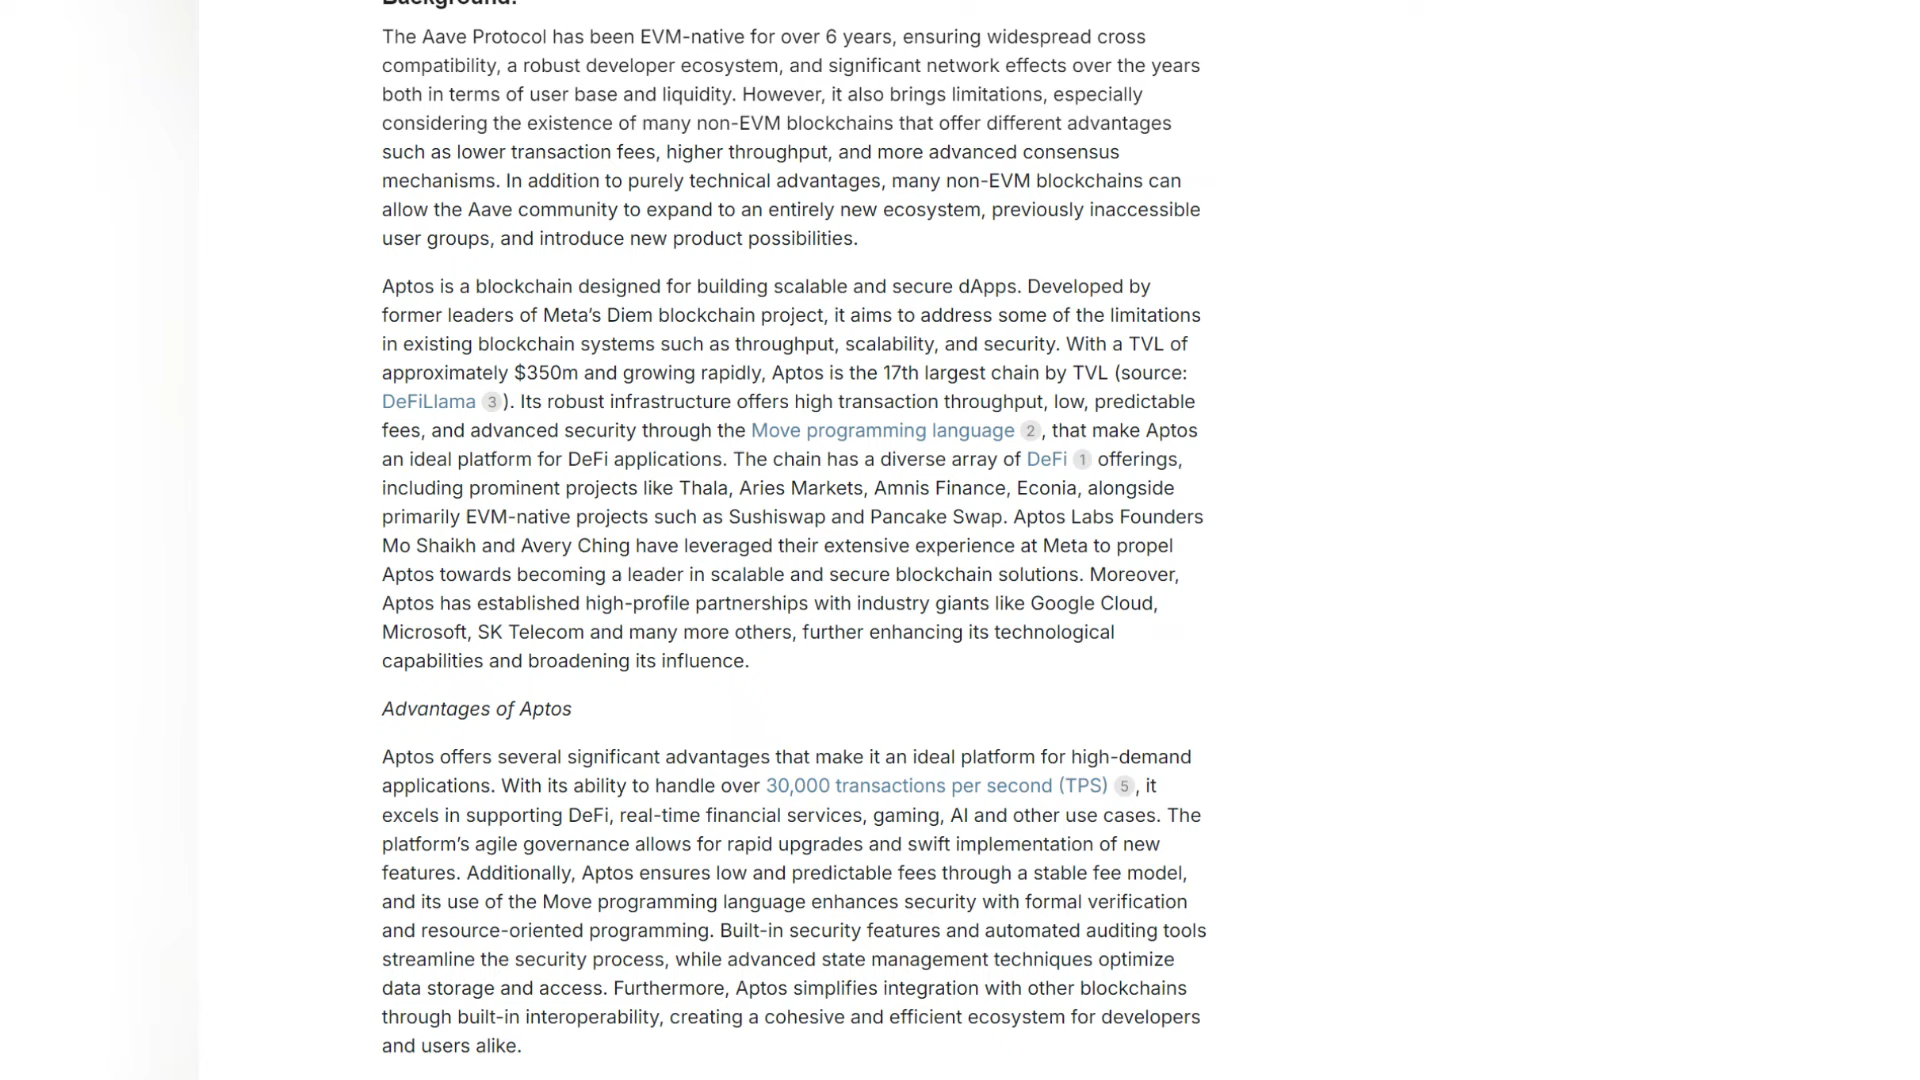 Background:
The Aave Protocol has been EVM-native for over 6 years, ensuring widespread cross
compatibility, a robust developer ecosystem, and significant network effects over the years
both in terms of user base and liquidity. However, it also brings limitations, especially
considering the existence of many non-EVM blockchains that offer different advantages
such as lower transaction fees, higher throughput, and more advanced consensus
mechanisms. In addition to purely technical advantages, many non-EVM blockchains can
allow the Aave community to expand to an entirely new ecosystem, previously inaccessible
user groups, and introduce new product possibilities.
Aptos is a blockchain designed for building scalable and secure dApps. Developed by
former leaders of Meta’s Diem blockchain project, it aims to address some of the limitations
in existing blockchain systems such as throughput, scalability, and security. With a TVL of
approximately $350m and growing rapidly, Aptos is the 17th largest chain by TVL (source:
DeFiLlama 3 ). Its robust infrastructure offers high transaction throughput, low, predictable
fees, and advanced security through the Move programming language 2 , that make Aptos
an ideal platform for DeFi applications. The chain has a diverse array of DeFi 1 offerings,
including prominent projects like Thala, Aries Markets, Amnis Finance, Econia, alongside
primarily EVM-native projects such as Sushiswap and Pancake Swap. Aptos Labs Founders
Mo Shaikh and Avery Ching have leveraged their extensive experience at Meta to propel
Aptos towards becoming a leader in scalable and secure blockchain solutions. Moreover,
Aptos has established high-profile partnerships with industry giants like Google Cloud,
Microsoft, SK Telecom and many more others, further enhancing its technological
capabilities and broadening its influence.
Advantages of Aptos
Aptos offers several significant advantages that make it an ideal platform for high-demand
applications. With its ability to handle over 30,000 transactions per second (TPS) 5 , it
excels in supporting DeFi, real-time financial services, gaming, AI and other use cases. The
platform’s agile governance allows for rapid upgrades and swift implementation of new
features. Additionally, Aptos ensures low and predictable fees through a stable fee model,
and its use of the Move programming language enhances security with formal verification
and resource-oriented programming. Built-in security features and automated auditing tools
streamline the security process, while advanced state management techniques optimize
data storage and access. Furthermore, Aptos simplifies integration with other blockchains
through built-in interoperability, creating a cohesive and efficient ecosystem for developers
and users alike.